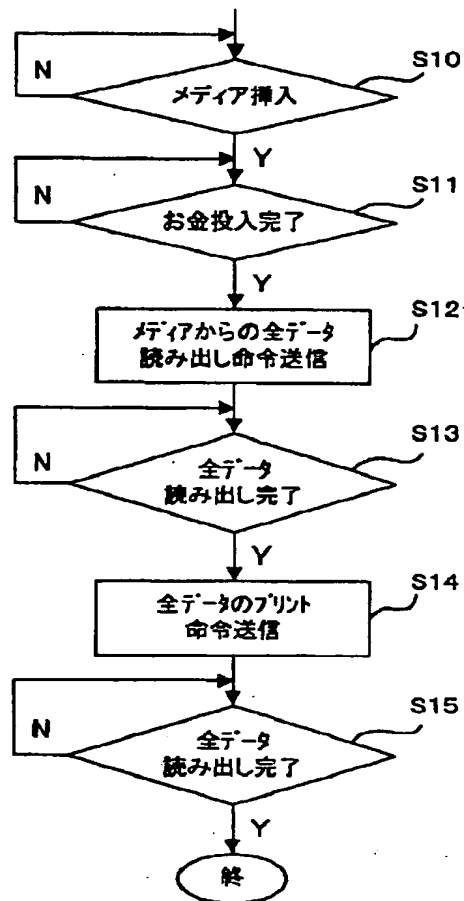 S10
N
メディア挿入
Y
N
S11
お金投入完了
Y
S12
メディアからの全データ
読み出し命令送信
S13
N
全データ
読み出し完了
Y
S14
全データのプリント
命令送信
S15
N
全データ
読み出し完了
Y
終